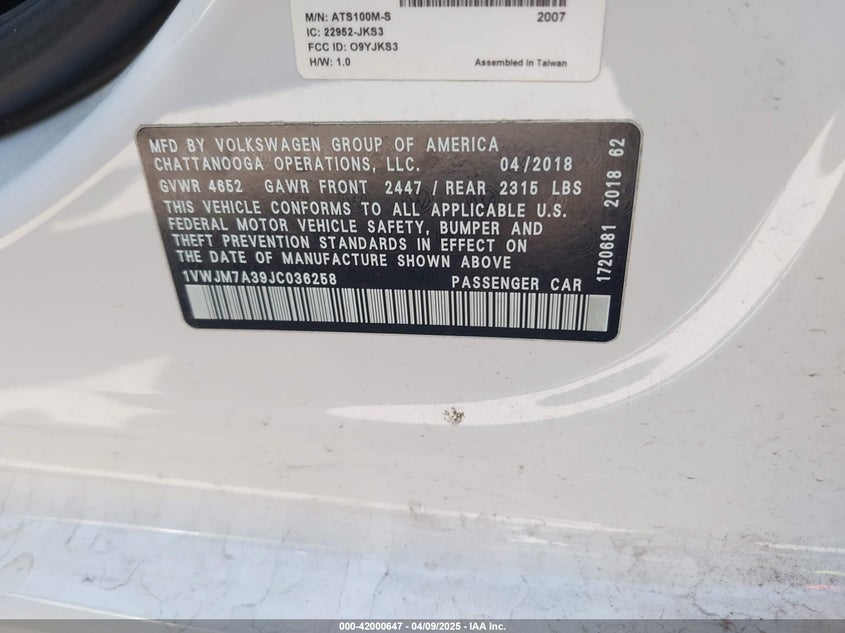 M/N: ATS100M-S 2007
IC: 22952-JKS3
FCC ID: O9YJKS3
H/W: 1.0 Assembled in Taiwan
MFD BY VOLKSWAGEN GROUP OF AMERICA
CHATTANOOGA OPERATIONS, LLC. 04/2018
GVWR 4652 GAWR FRONT 2447 / REAR 2315 LBS
THIS VEHICLE CONFORMS TO ALL APPLICABLE U.S.
FEDERAL MOTOR VEHICLE SAFETY, BUMPER AND
THEFT PREVENTION STANDARDS IN EFFECT ON
THE DATE OF MANUFACTURE SHOWN ABOVE
1VWJM7A39JC036258 PASSENGER CAR
1720681 2018 62
000-42000647 - 04/09/2025 - IAA Inc.